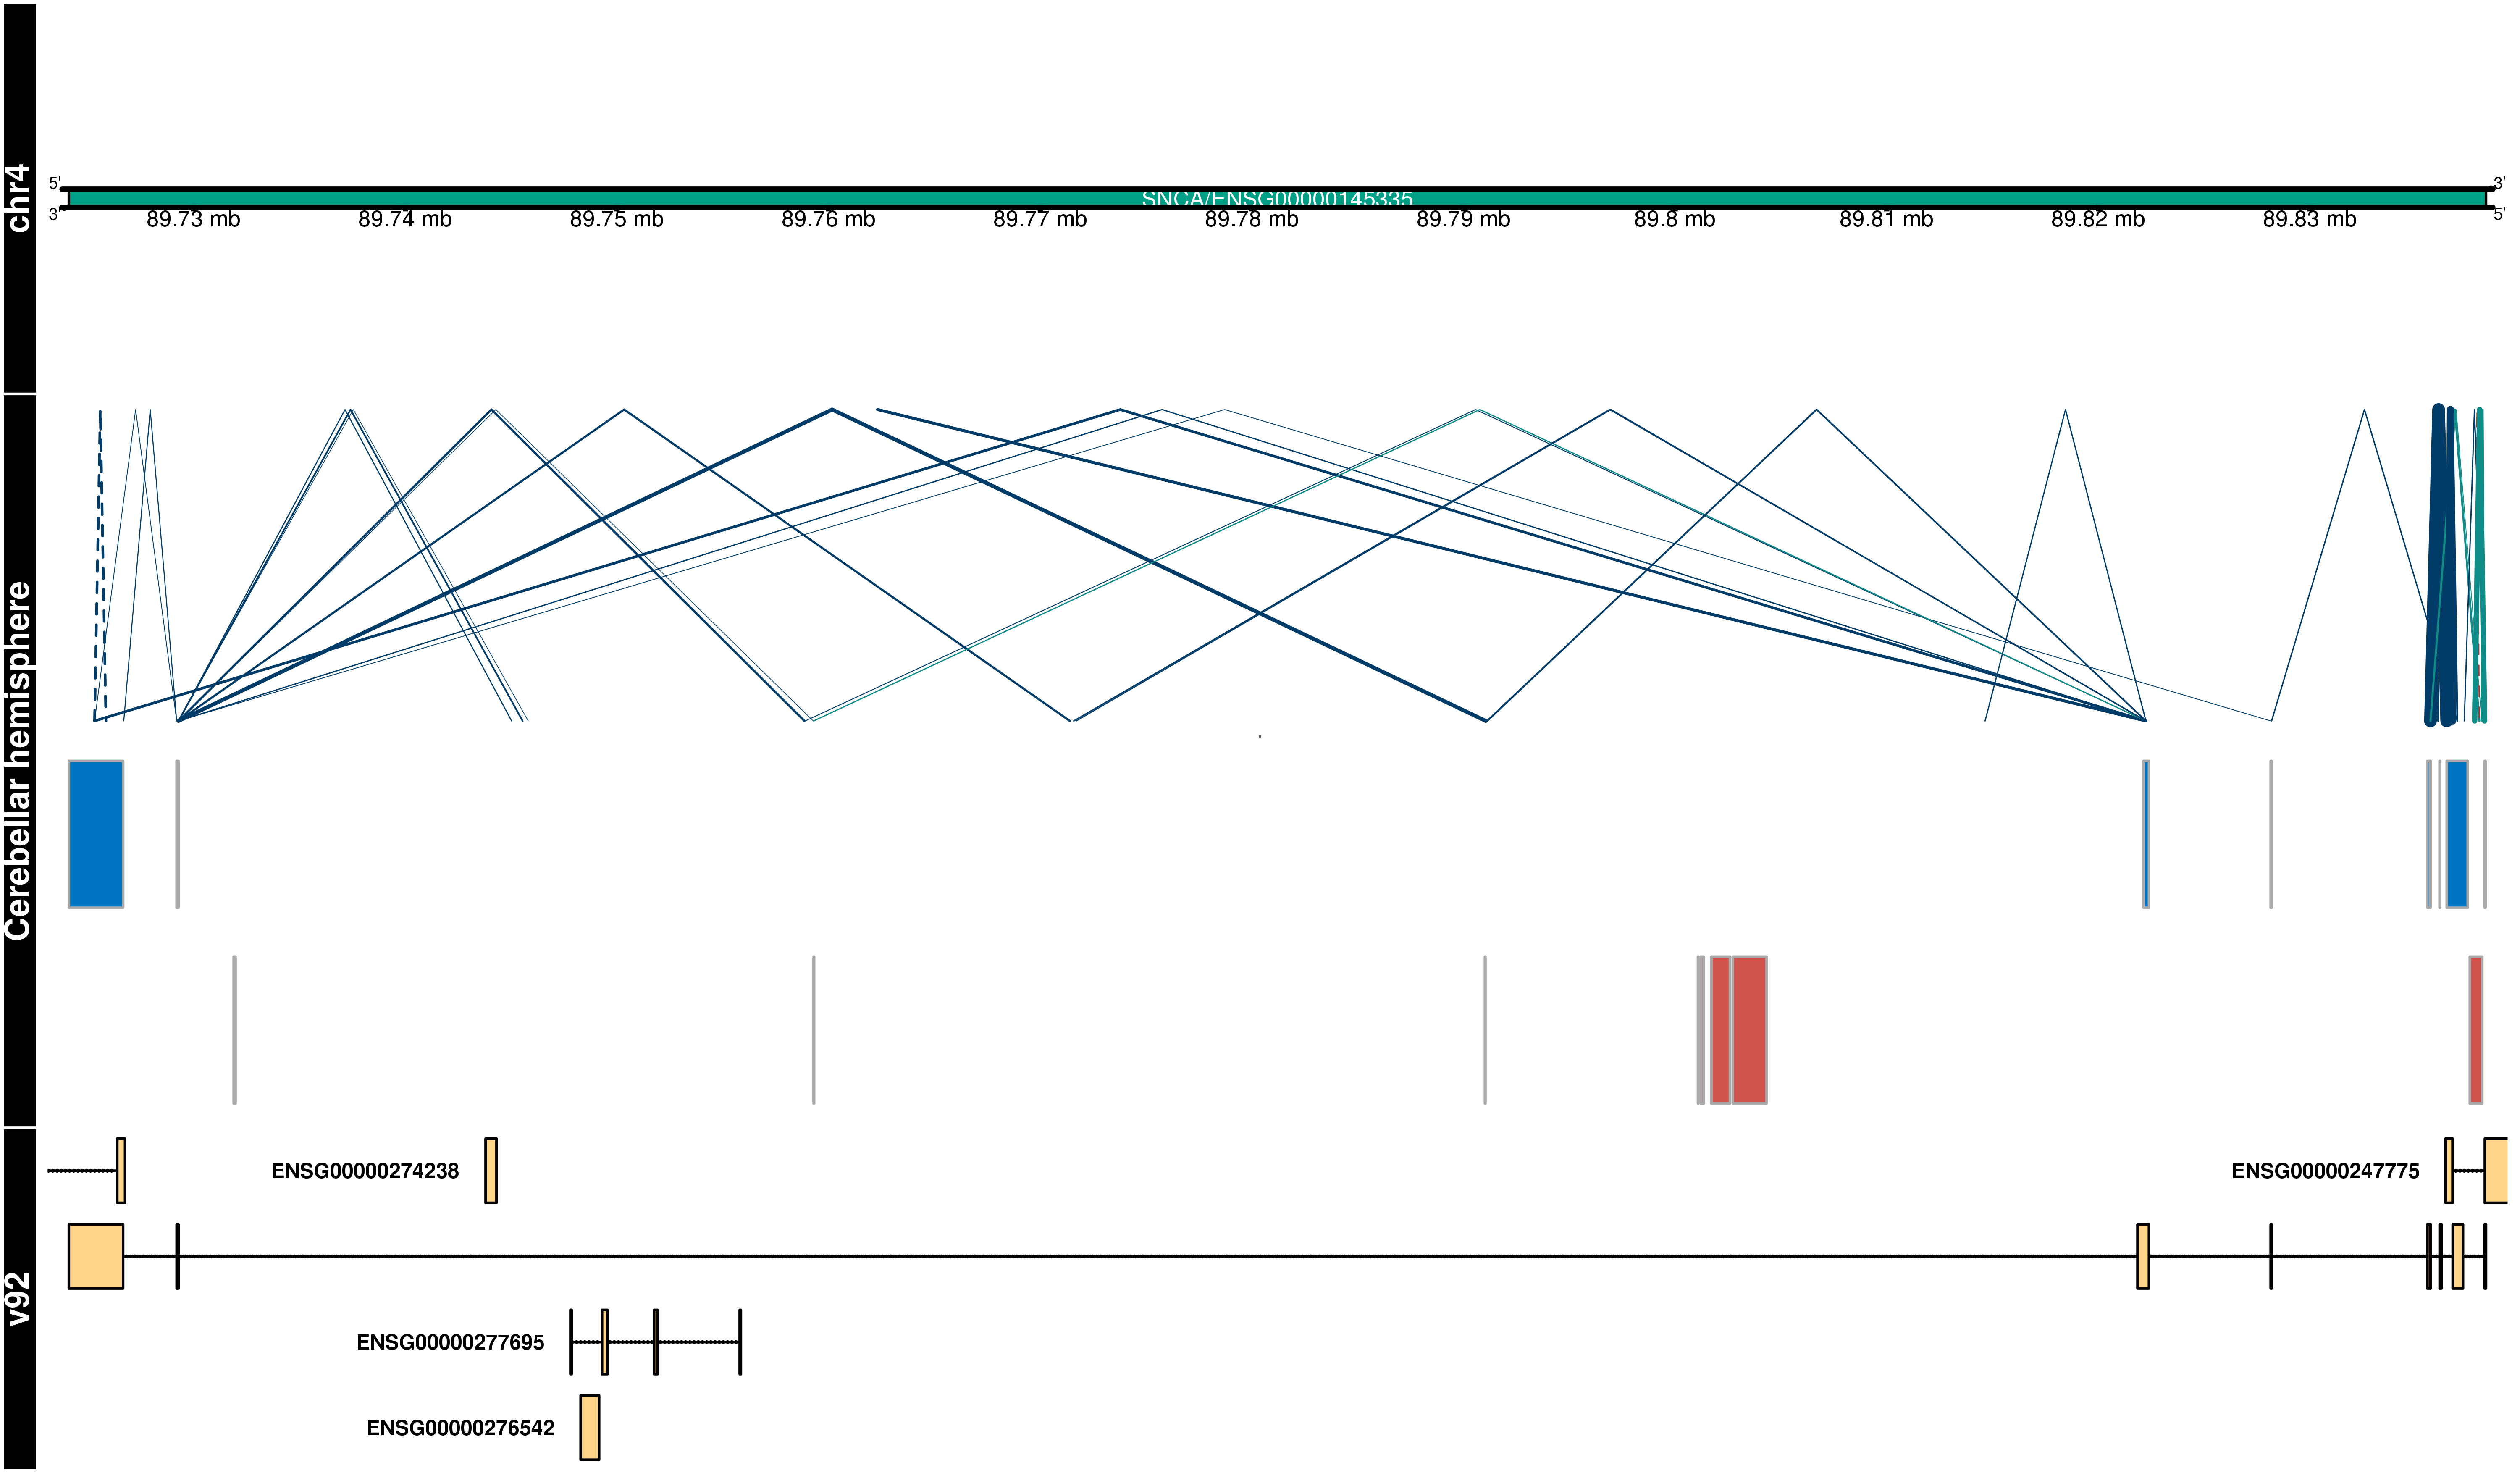 chr4
5'
3'
SNCA/ENSG00000145335
3'
5'
89.73 mb
89.74 mb
89.75 mb
89.76 mb
89.77 mb
89.78 mb
89.79 mb
89.8 mb
89.81 mb
89.82 mb
89.83 mb
Cerebellar hemisphere
v92
ENSG00000274238
ENSG00000247775
ENSG00000277695
ENSG00000276542